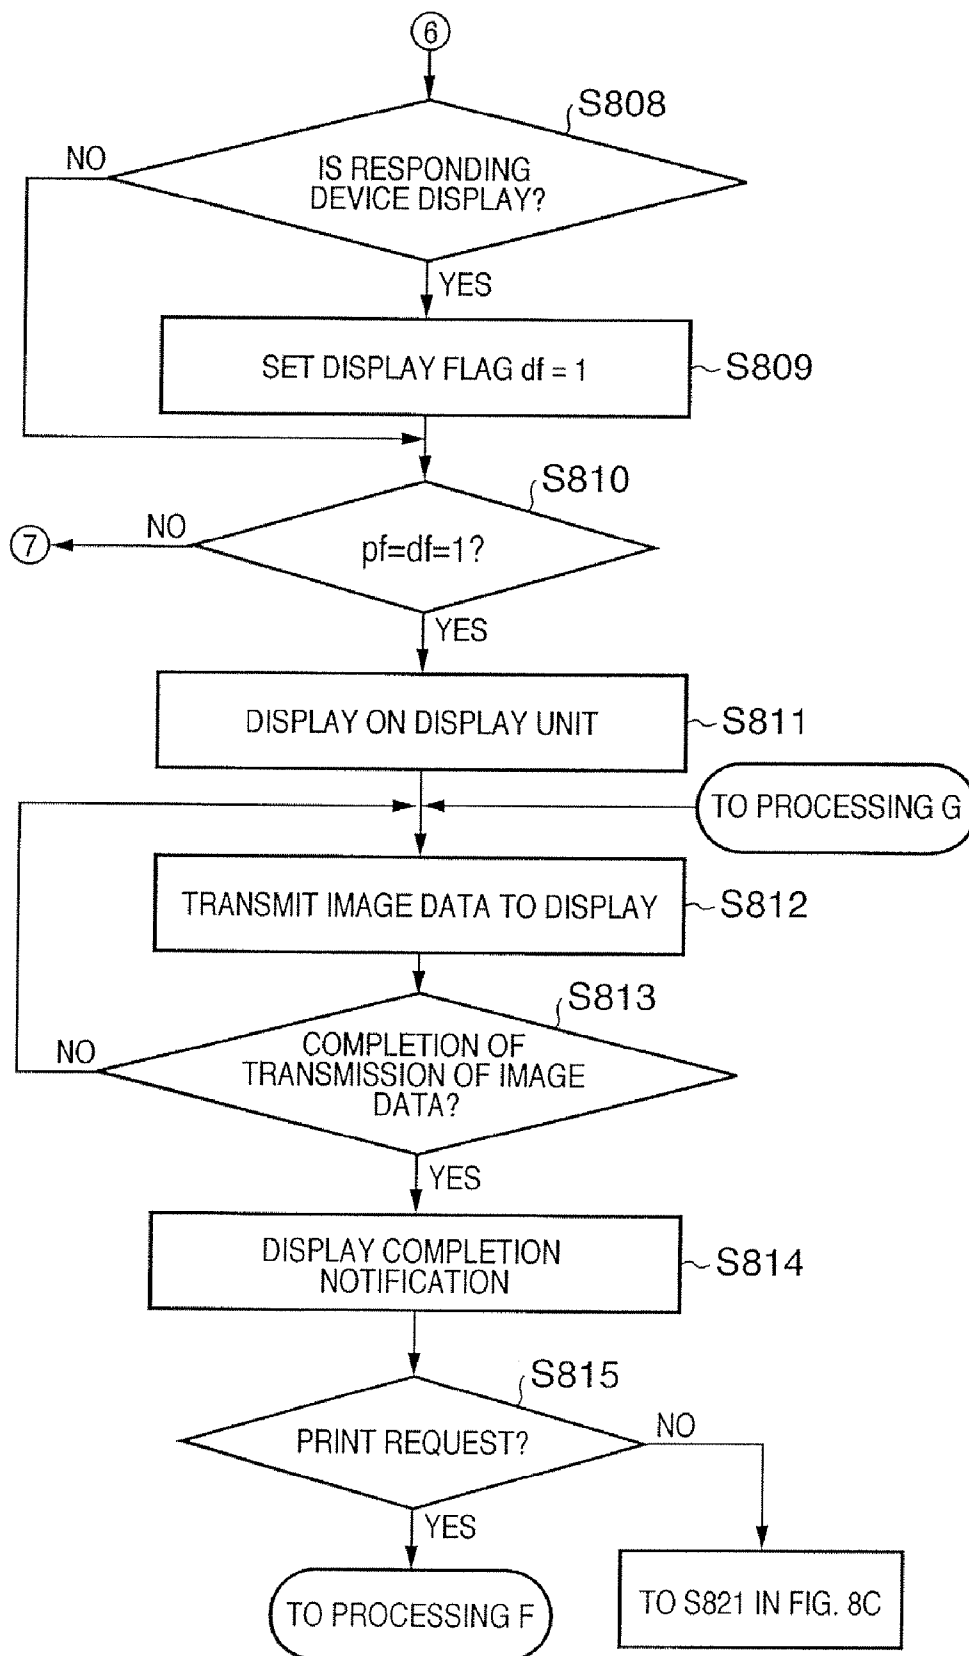 6
S808
NO
IS RESPONDING
DEVICE DISPLAY?
YES
SET DISPLAY FLAG df = 1
S809
S810
NO
7
pf=df=1?
YES
DISPLAY ON DISPLAY UNIT
S811
TO PROCESSING G
TRANSMIT IMAGE DATA TO DISPLAY
S812
S813
COMPLETION OF
TRANSMISSION OF IMAGE
DATA?
NO
YES
DISPLAY COMPLETION
NOTIFICATION
S814
S815
PRINT REQUEST?
NO
YES
TO PROCESSING F
TO S821 IN FIG. 8C